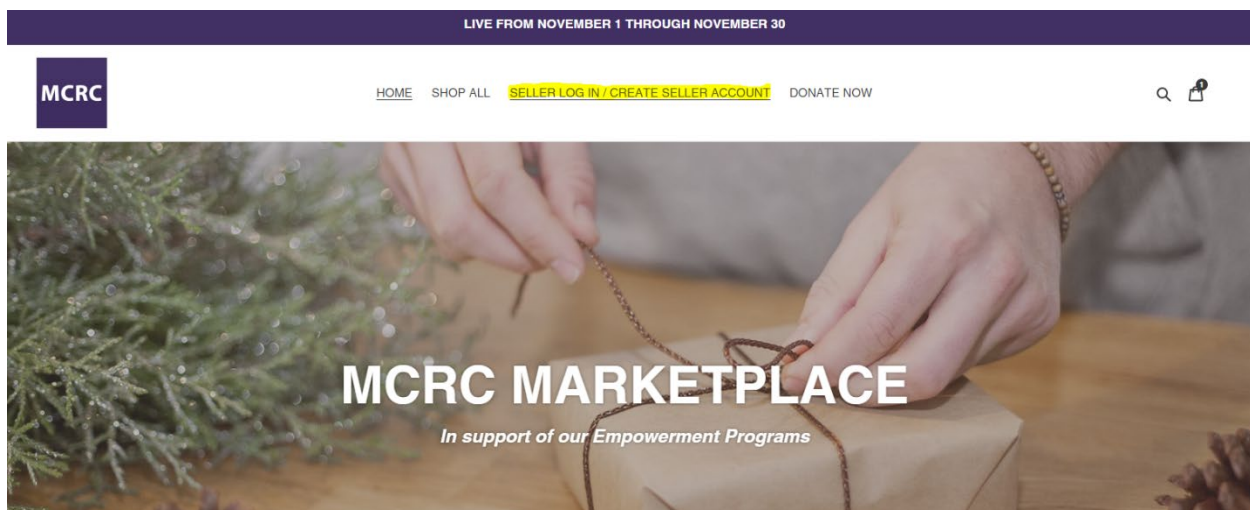 LIVE FROM NOVEMBER 1 THROUGH NOVEMBER 30
MCRC
HOME SHOP ALL SELLER LOG IN / CREATE SELLER ACCOUNT DONATE NOW
1
MCRC MARKETPLACE
In support of our Empowerment Programs